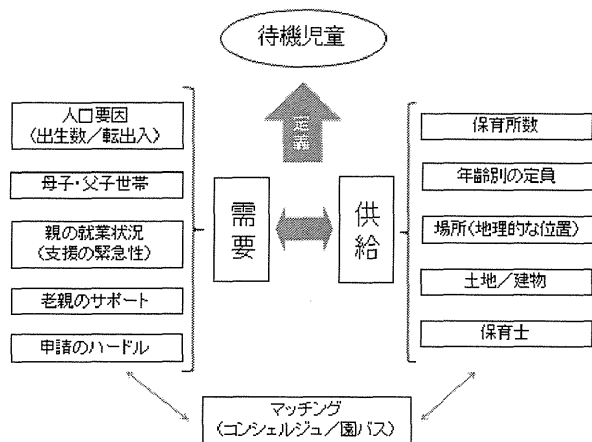 待機児童
定義
人口要因
(出生数/転出入)
母子・父子世帯
親の就業状況
(支援の緊急性)
老親のサポート
申請のハードル
需要
供給
保育所数
年齢別の定員
場所(地理的な位置)
土地/建物
保育士
マッチング
(コンシェルジュ/園バス)